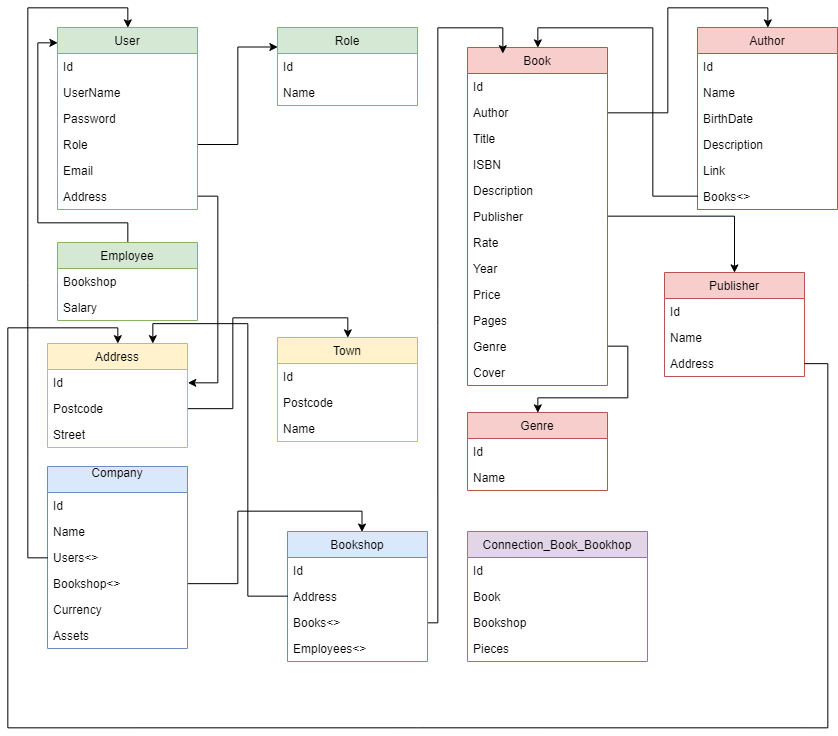 User
Id
UserName
Password
Role
Email
Address
Role
Id
Name
Book
Id
Author
Title
ISBN
Description
Publisher
Rate
Year
Price
Pages
Genre
Cover
Author
Id
Name
BirthDate
Description
Link
Books<>
Employee
Bookshop
Salary
Publisher
Id
Name
Address
Address
Id
Postcode
Street
Town
Id
Postcode
Name
Genre
Id
Name
Company
Id
Name
Users<>
Bookshop<>
Currency
Assets
Bookshop
Id
Address
Books<>
Employees<>
Connection_Book_Bookhop
Id
Book
Bookshop
Pieces